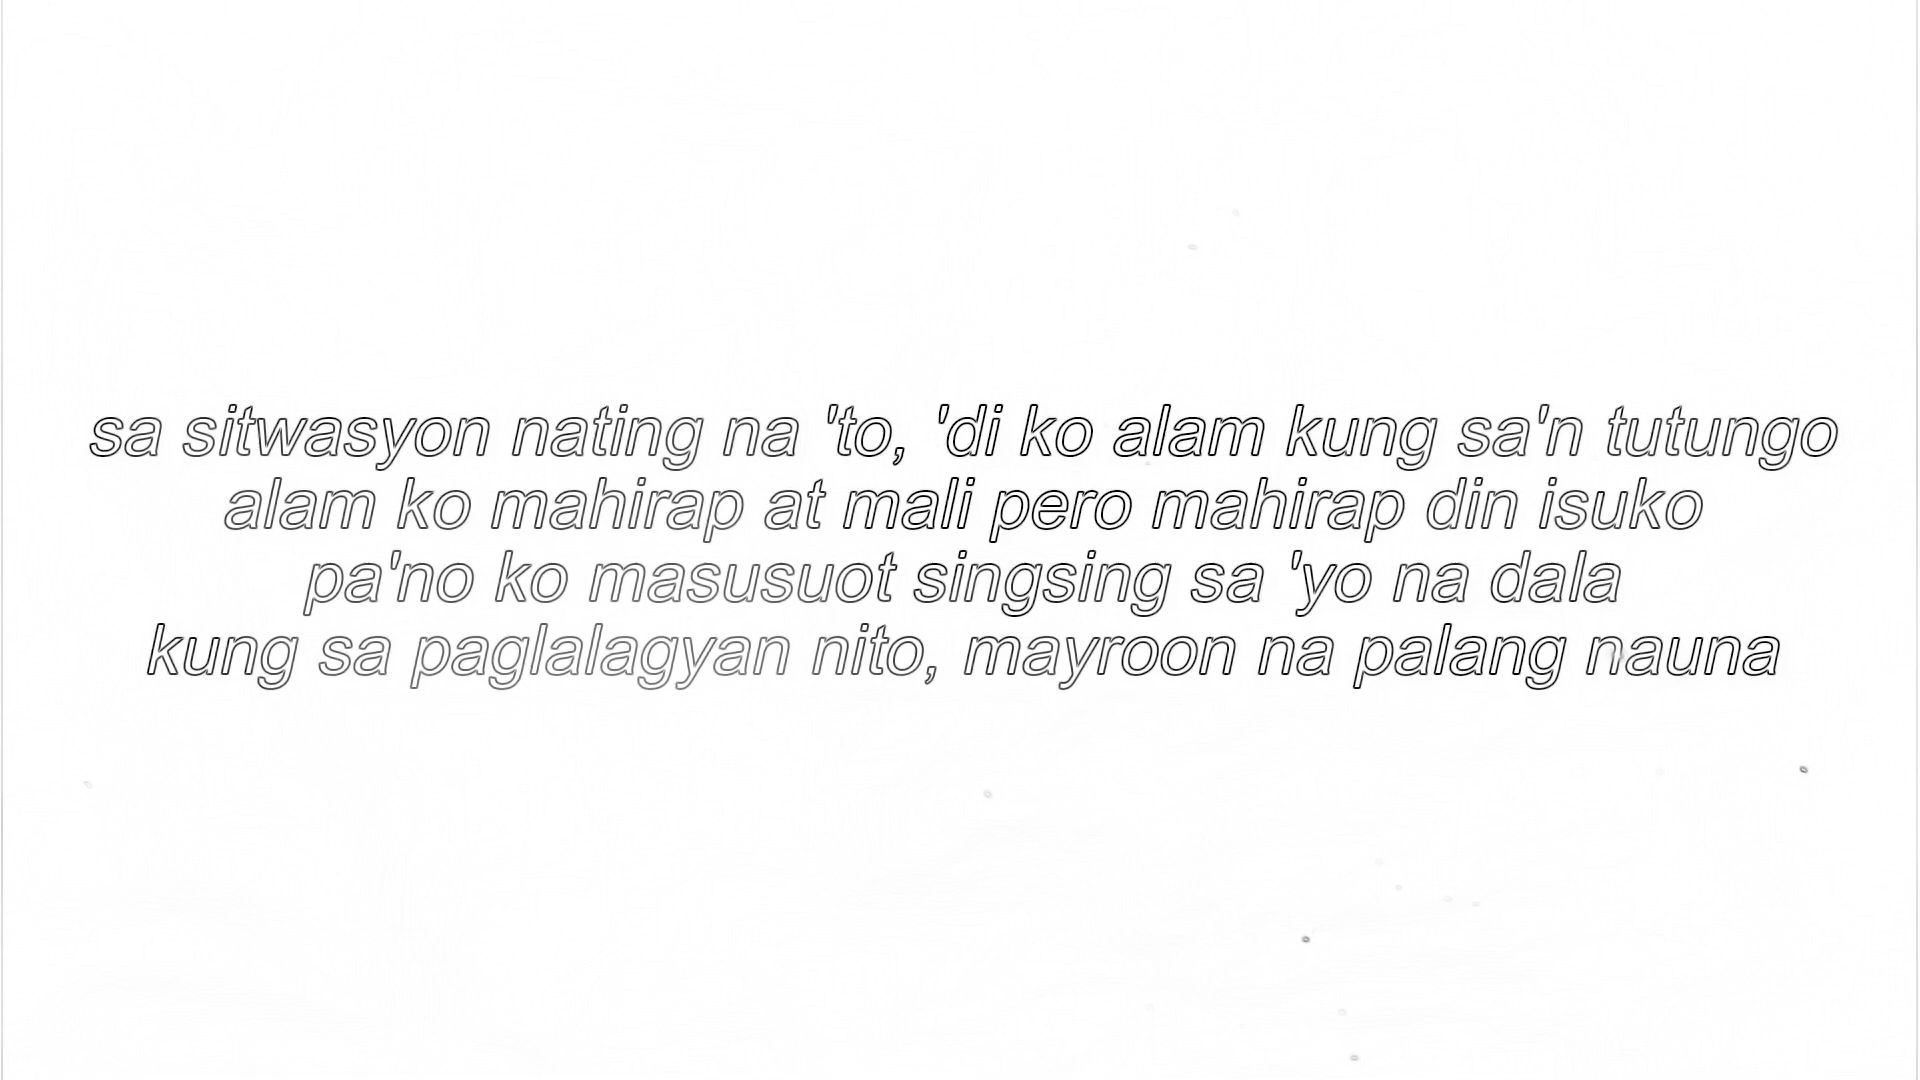 sa sitwasyon nating na 'to, 'di ko alam kung sa'n tutungo
alam ko mahirap at mali pero mahirap din isuko
pa'no ko masusuot singsing sa 'yo na dala
kung sa paglalagyan nito, mayroon na palang nauna